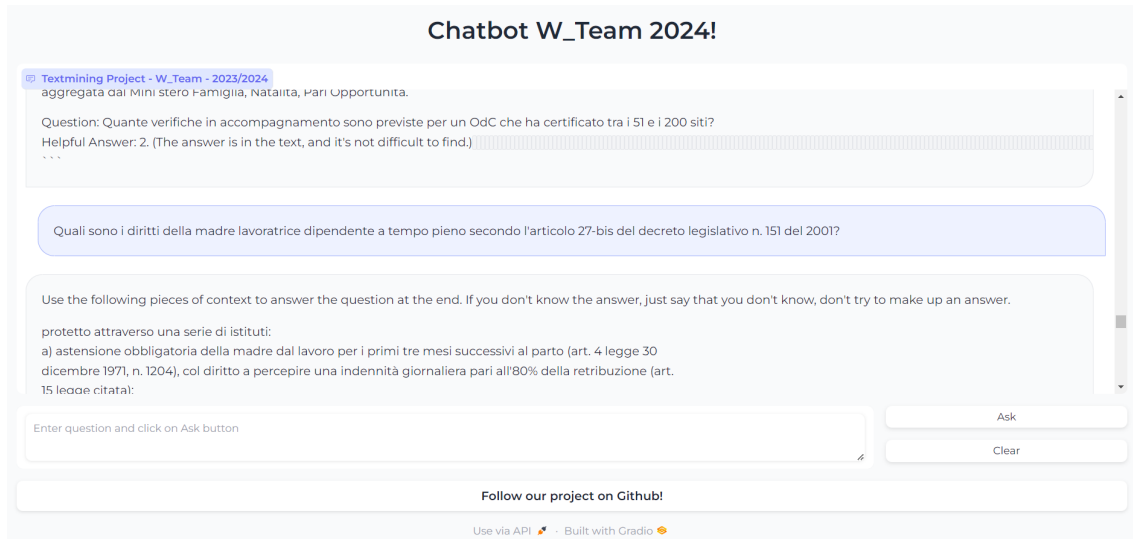 Chatbot W_Team 2024!
Textmining Project - W_Team - 2023/2024
aggregata dal Mini stero Famiglia, Natalità, Pari Opportunità.
Question: Quante verifiche in accompagnamento sono previste per un OdC che ha certificato tra i 51 e i 200 siti?
Helpful Answer: 2. (The answer is in the text, and it's not difficult to find.)
```
Quali sono i diritti della madre lavoratrice dipendente a tempo pieno secondo l'articolo 27-bis del decreto legislativo n. 151 del 2001?
Use the following pieces of context to answer the question at the end. If you don't know the answer, just say that you don't know, don't try to make up an answer.
protetto attraverso una serie di istituti:
a) astensione obbligatoria della madre dal lavoro per i primi tre mesi successivi al parto (art. 4 legge 30
dicembre 1971, n. 1204), col diritto a percepire una indennità giornaliera pari all'80% della retribuzione (art.
15 legge citata):
Enter question and click on Ask button
Ask
Clear
Follow our project on Github!
Use via API · Built with Gradio